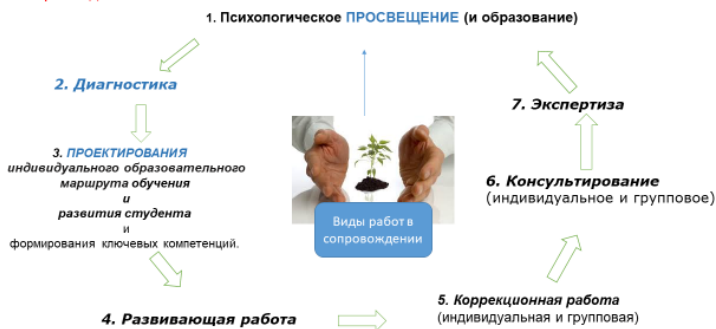 1. Психологическое ПРОСВЕЩЕНИЕ (и образование)
2. Диагностика
3. ПРОЕКТИРОВАНИЯ
индивидуального образовательного
маршрута обучения
и
развития студента
и
формирования ключевых компетенций.
4. Развивающая работа
5. Коррекционная работа
(индивидуальная и групповая)
6. Консультирование
(индивидуальное и групповое)
7. Экспертиза
Виды работ в
сопровождении